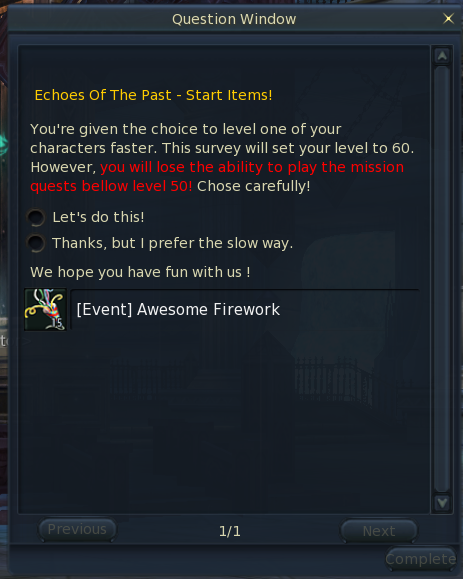 Question Window
Echoes Of The Past - Start Items!
You're given the choice to level one of your
characters faster. This survey will set your level to 60.
However, you will lose the ability to play the mission
quests bellow level 50! Chose carefully!
Let's do this!
Thanks, but I prefer the slow way.
We hope you have fun with us !
15
[Event] Awesome Firework
Previous
1/1
Next
Complete